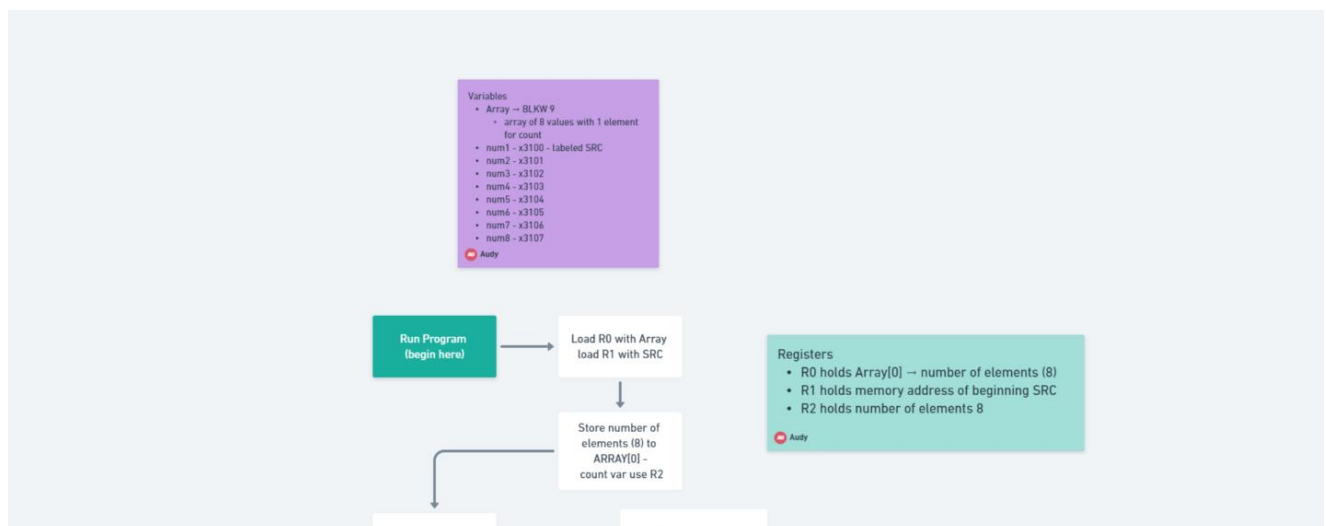 Variables
• Array → BLKW 9
◦ array of 8 values with 1 element
for count
• num1 - x3100 - labeled SRC
• num2 - x3101
• num3 - x3102
• num4 - x3103
• num5 - x3104
• num6 - x3105
• num7 - x3106
• num8 - x3107
Audy
Run Program
(begin here)
Load R0 with Array
load R1 with SRC
Registers
• R0 holds Array[0] → number of elements (8)
• R1 holds memory address of beginning SRC
• R2 holds number of elements 8
Audy
Store number of
elements (8) to
ARRAY[0] -
count var use R2